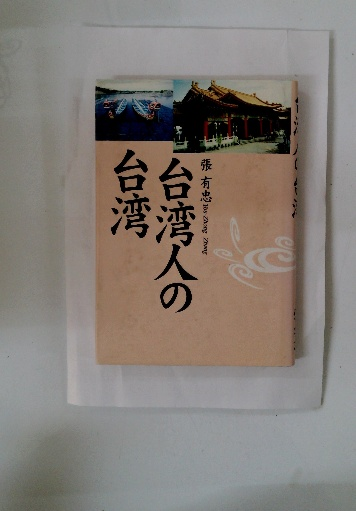 台湾人の
台湾
張 有忠